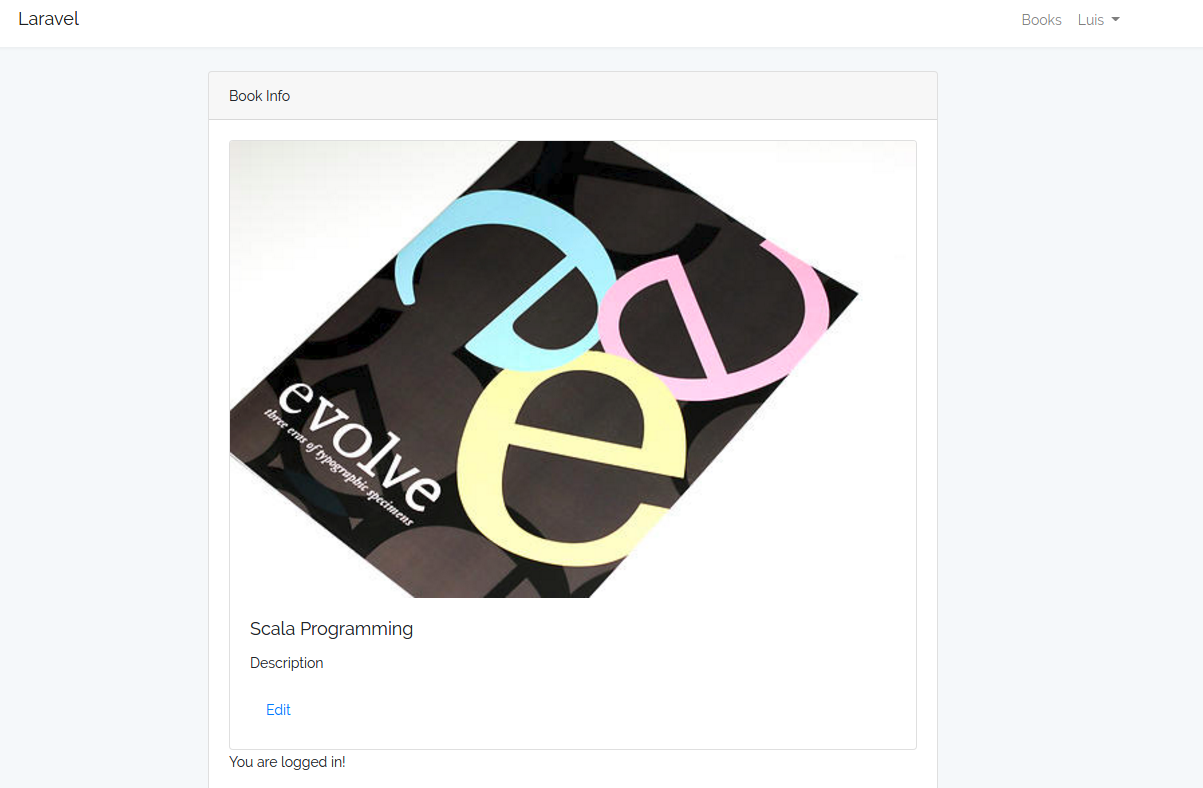 Laravel
Books
Luis
Book Info
e
e
e
evolve
three eras of typographic specimens
Scala Programming
Description
Edit
You are logged in!